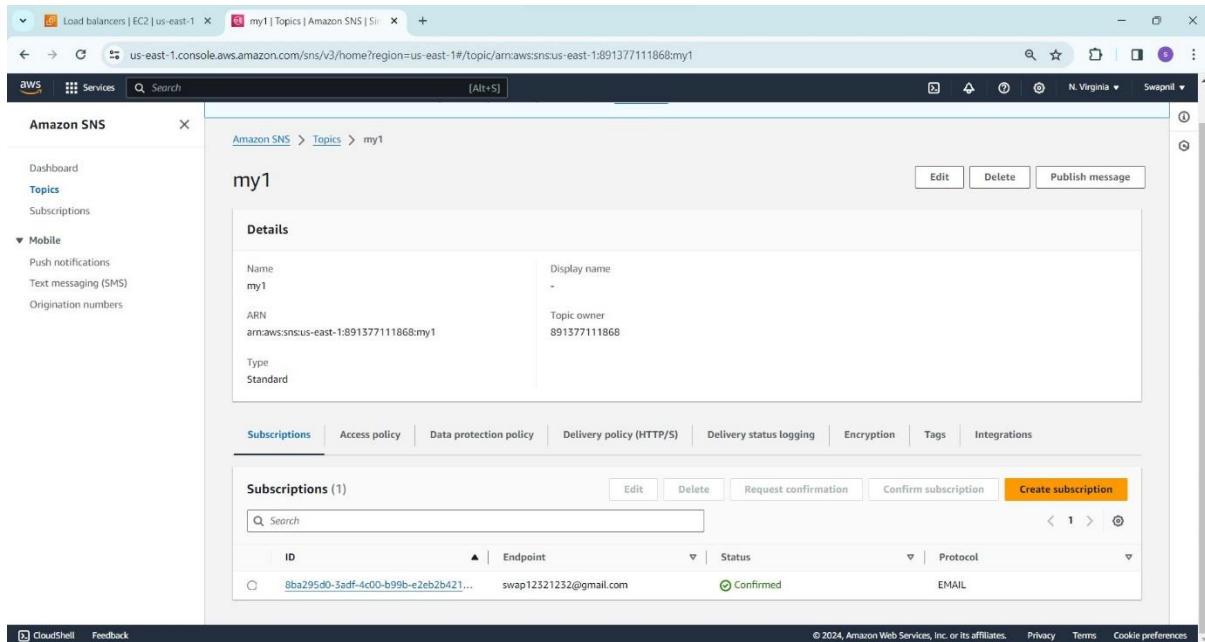 Load balancers | EC2 | us-east-1
my1 | Topics | Amazon SNS | Sim
us-east-1.console.aws.amazon.com/sns/v3/home?region=us-east-1#/topic/arn:aws:sns:us-east-1:891377111868:my1
S
aws
Services
Search
[Alt+S]
N. Virginia
Swapnil
Amazon SNS
Dashboard
Topics
Subscriptions
Mobile
Push notifications
Text messaging (SMS)
Origination numbers
Amazon SNS > Topics > my1
my1
Edit
Delete
Publish message
Details
Name
my1
Display name
-
ARN
arn:aws:sns:us-east-1:891377111868:my1
Topic owner
891377111868
Type
Standard
Subscriptions
Access policy
Data protection policy
Delivery policy (HTTP/S)
Delivery status logging
Encryption
Tags
Integrations
Subscriptions (1)
Edit
Delete
Request confirmation
Confirm subscription
Create subscription
Search
1
ID
Endpoint
Status
Protocol
8ba295d0-3adf-4c00-b99b-e2eb2b421...
swap12321232@gmail.com
Confirmed
EMAIL
CloudShell
Feedback
© 2024, Amazon Web Services, Inc. or its affiliates.
Privacy
Terms
Cookie preferences